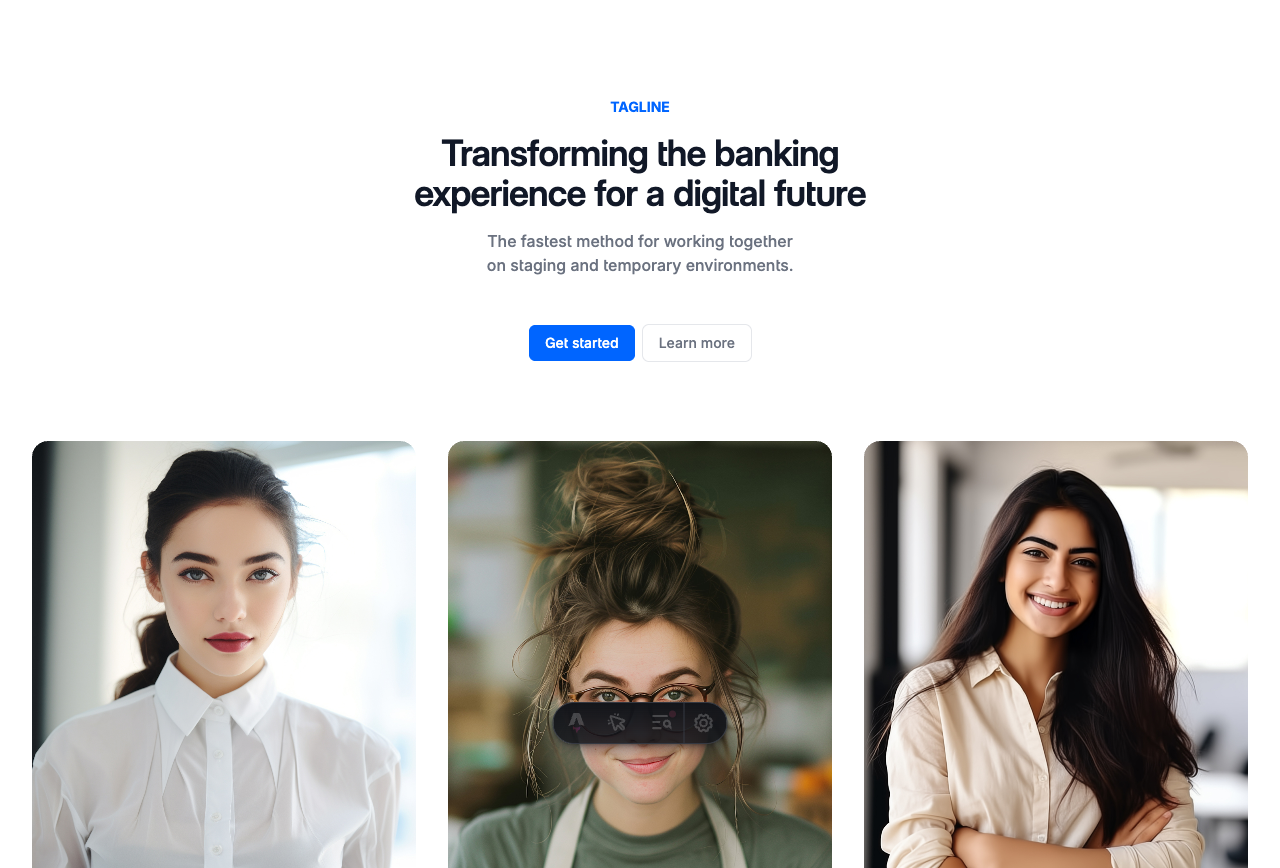 TAGLINE
Transforming the banking
experience for a digital future
The fastest method for working together
on staging and temporary environments.
Get started
Learn more